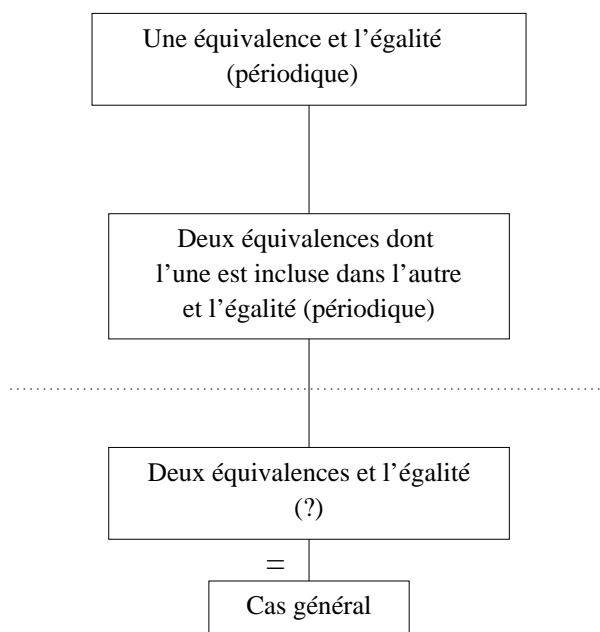 Une équivalence et l’égalité
(périodique)
Deux équivalences dont
l’une est incluse dans l’autre
et l’égalité (périodique)
Deux équivalences et l’égalité
(?)
=
Cas général